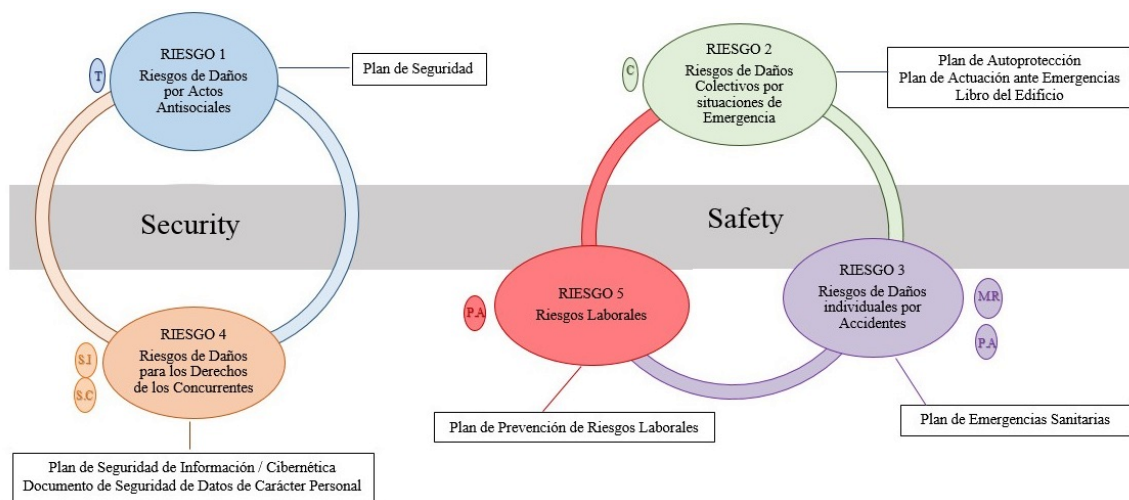 RIESGO 1
Riesgos de Daños
por Actos
Antisociales
T
Plan de Seguridad
RIESGO 2
Riesgos de Daños
Colectivos por
situaciones de
Emergencia
C
Plan de Autoprotección
Plan de Actuación ante Emergencias
Libro del Edificio
Security
Safety
RIESGO 4
Riesgos de Daños
para los Derechos
de los Concurrentes
S.I
S.C
Plan de Seguridad de Información / Cibernética
Documento de Seguridad de Datos de Carácter Personal
RIESGO 5
Riesgos Laborales
P.A
Plan de Prevención de Riesgos Laborales
RIESGO 3
Riesgos de Daños
individuales por
Accidentes
M.R
P.A
Plan de Emergencias Sanitarias